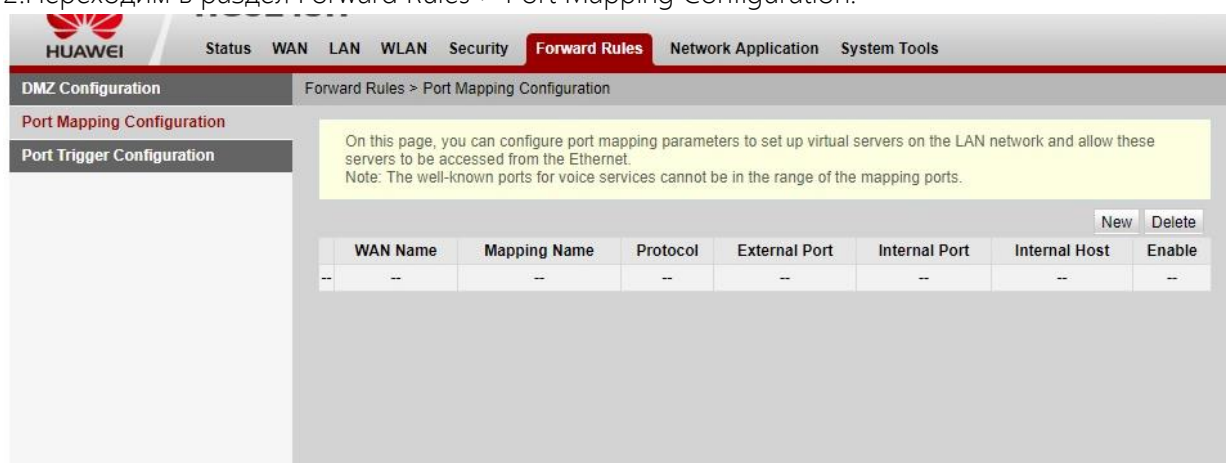 2.Переходим в раздел Forward Rules > Port Mapping Configuration.
HUAWEI
Status WAN LAN WLAN Security Forward Rules Network Application System Tools
DMZ Configuration
Port Mapping Configuration
Port Trigger Configuration
Forward Rules > Port Mapping Configuration
On this page, you can configure port mapping parameters to set up virtual servers on the LAN network and allow these
servers to be accessed from the Ethernet.
Note: The well-known ports for voice services cannot be in the range of the mapping ports.
New Delete
WAN Name Mapping Name Protocol External Port Internal Port Internal Host Enable
-- -- -- -- -- -- -- --